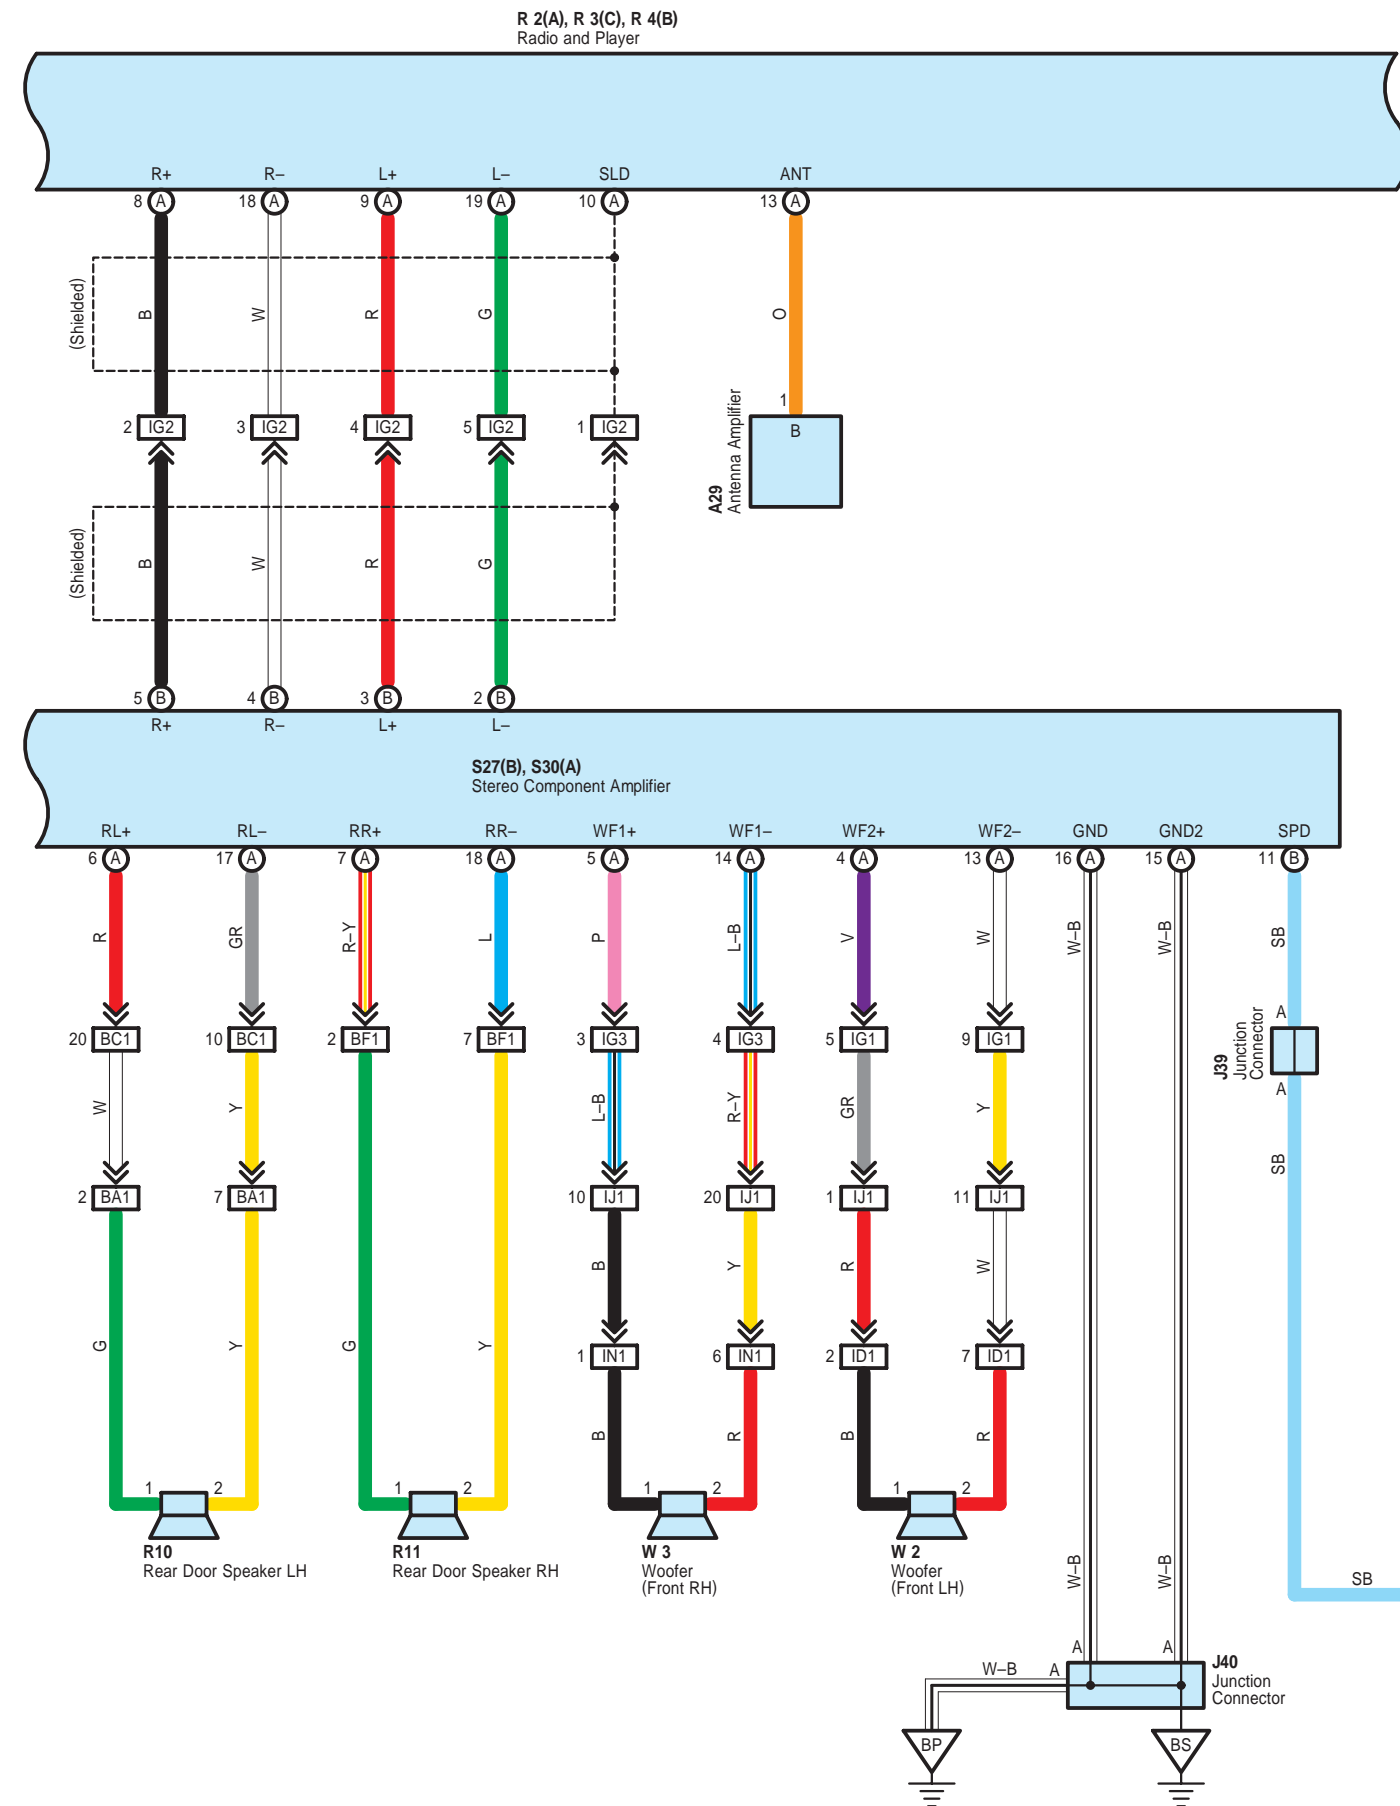 R 2(A), R 3(C), R 4(B)
Radio and Player
R+ R– L+ L– SLD ANT
8 A 18 A 9 A 19 A 10 A 13 A
(Shielded)
B W R G O
1
2 IG2 3 IG2 4 IG2 5 IG2 1 IG2
B
A29
Antenna Amplifier
(Shielded)
B W R G
5 B 4 B 3 B 2 B
R+ R– L+ L–
S27(B), S30(A)
Stereo Component Amplifier
RL+ RL– RR+ RR– WF1+ WF1– WF2+ WF2– GND GND2 SPD
6 A 17 A 7 A 18 A 5 A 14 A 4 A 13 A 16 A 15 A 11 B
R GR R–Y L P L–B V W W–B W–B SB
A
20 BC1 10 BC1 2 BF1 7 BF1 3 IG3 4 IG3 5 IG1 9 IG1
J39
Junction
Connector
A
W Y L–B R–Y GR Y
SB
2 BA1 7 BA1 10 IJ1 20 IJ1 1 IJ1 11 IJ1
B Y R W
G Y G Y
1 IN1 6 IN1 2 ID1 7 ID1
B R B R
1 2 1 2 1 2 1 2
R10
Rear Door Speaker LH
R11
Rear Door Speaker RH
W 3
Woofer
(Front RH)
W 2
Woofer
(Front LH)
W–B W–B
SB
A A
W–B A
J40
Junction
Connector
BP BS